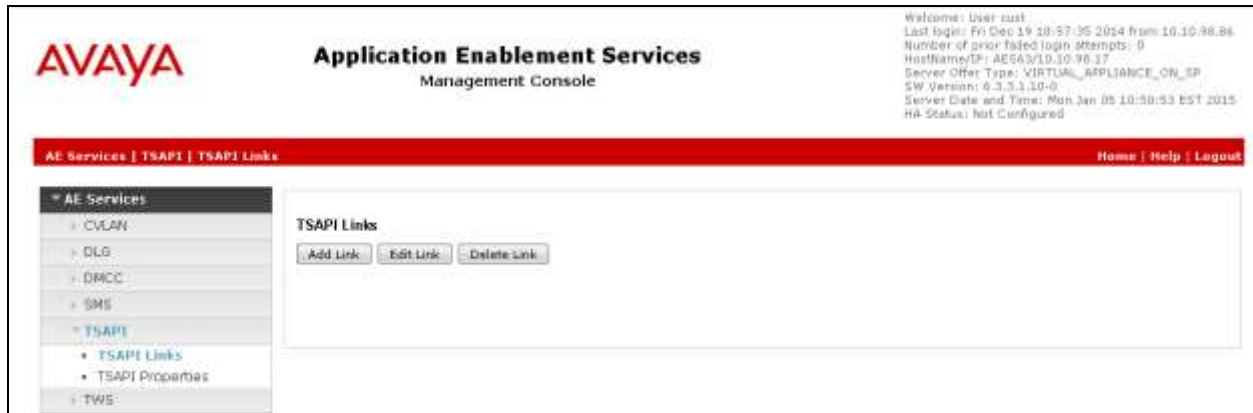 AVAYA
Application Enablement Services
Management Console
Welcome: User cust
Last login: Fri Dec 19 10:57:35 2014 from 10.10.98.86
Number of prior failed login attempts: 0
HostName/IP: AES63/10.10.98.17
Server Offer Type: VIRTUAL_APPLIANCE_ON_SP
SW Version: 6.3.3.1.10-0
Server Date and Time: Mon Jan 05 10:50:53 EST 2015
HA Status: Not Configured
AE Services | TSAPI | TSAPI Links
Home | Help | Logout
AE Services
CVLAN
DLG
DMCC
SMS
TSAPI
TSAPI Links
TSAPI Properties
TWS
TSAPI Links
Add Link Edit Link Delete Link